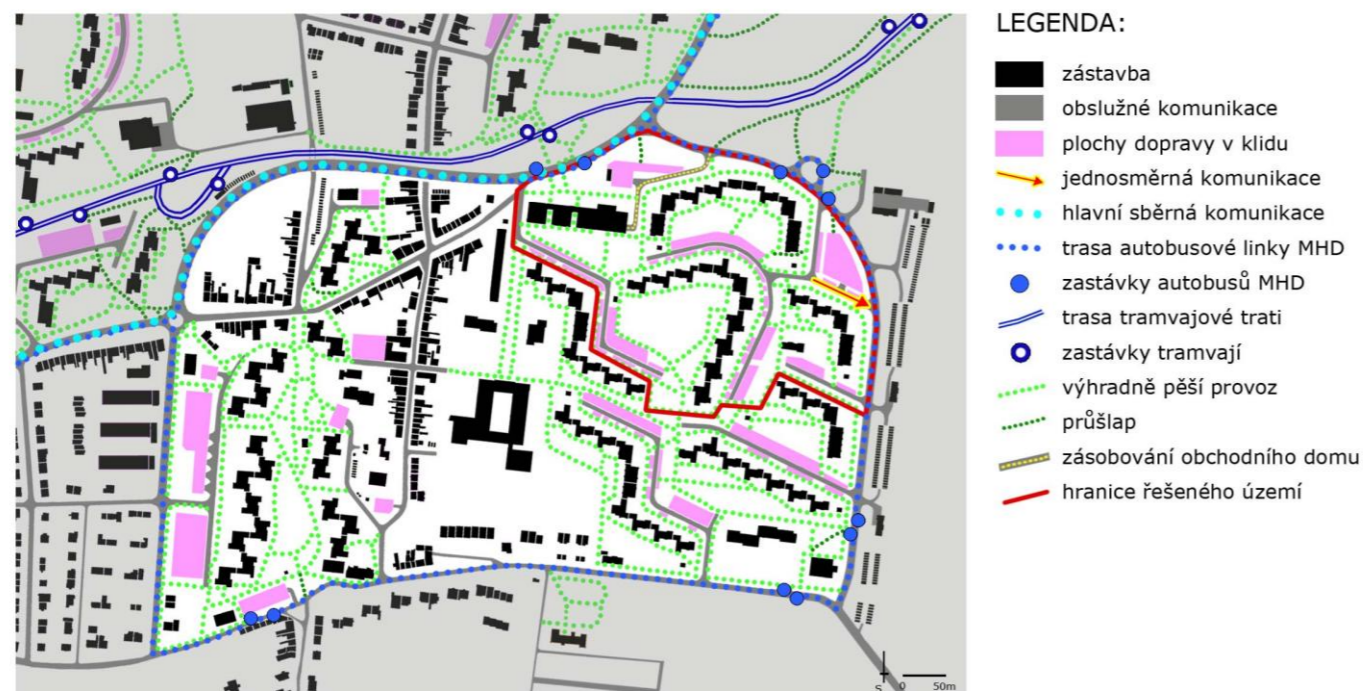 LEGENDA:
zástavba
obslužné komunikace
plochy dopravy v klidu
jednosměrná komunikace
hlavní sběrná komunikace
trasa autobusové linky MHD
zastávky autobusů MHD
trasa tramvajové trati
zastávky tramvají
výhradně pěší provoz
průšlap
zásobování obchodního domu
hranice řešeného území
S 0 50m